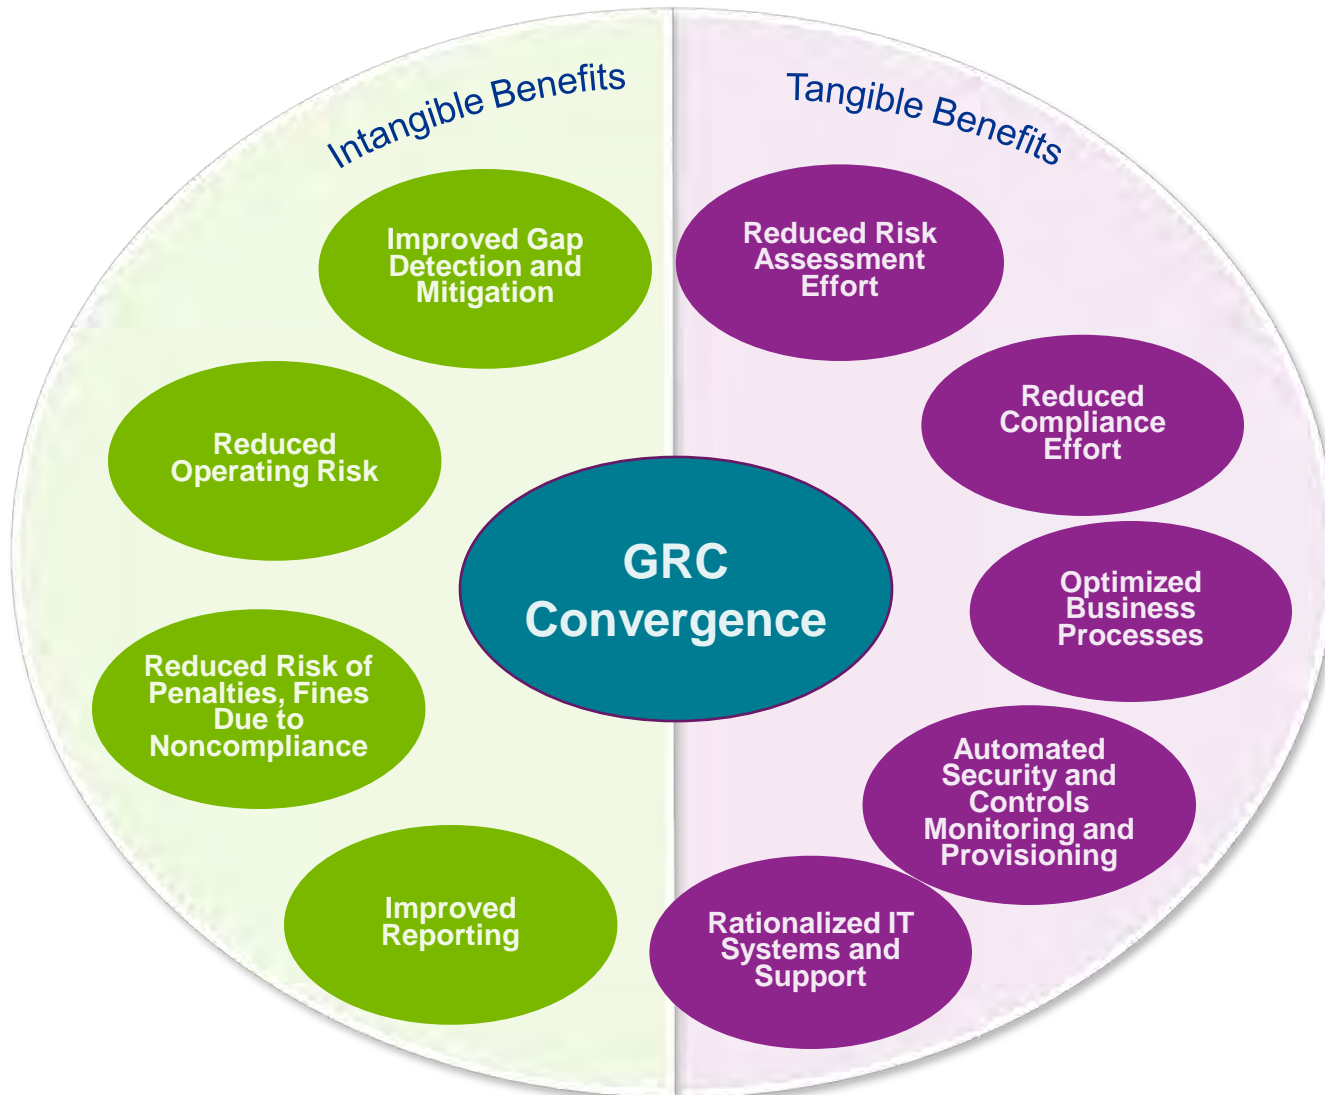 Intangible Benefits
Tangible Benefits
Improved Gap
Detection and
Mitigation
Reduced Risk
Assessment
Effort
Reduced
Operating Risk
Reduced
Compliance
Effort
GRC
Convergence
Optimized
Business
Processes
Reduced Risk of
Penalties, Fines
Due to
Noncompliance
Automated
Security and
Controls
Monitoring and
Provisioning
Improved
Reporting
Rationalized IT
Systems and
Support